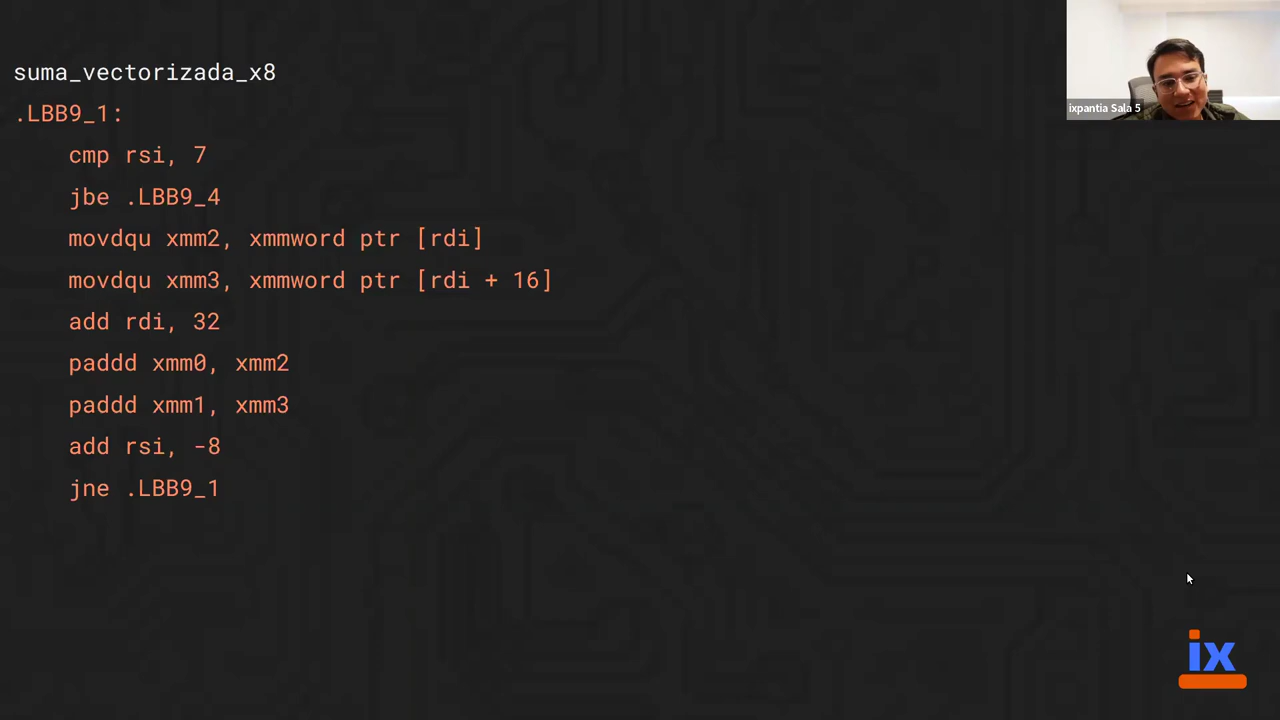 suma_vectorizada_x8
.LBB9_1:
cmp rsi, 7
jbe .LBB9_4
movdqu xmm2, xmmword ptr [rdi]
movdqu xmm3, xmmword ptr [rdi + 16]
add rdi, 32
paddd xmm0, xmm2
paddd xmm1, xmm3
add rsi, -8
jne .LBB9_1
ixpantia Sala 5
ix